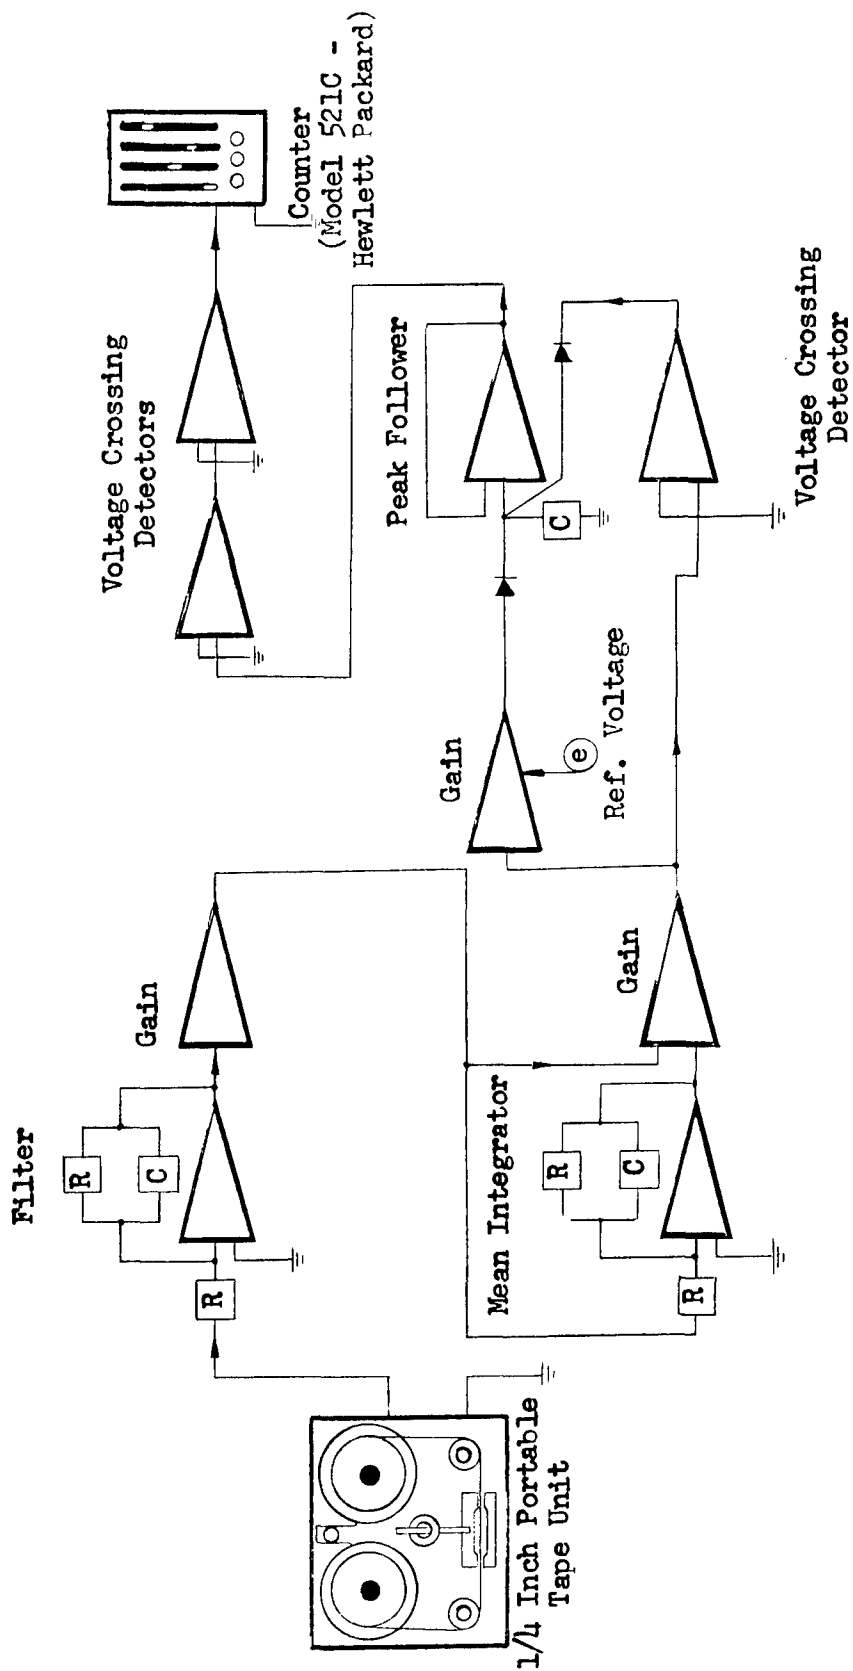 Filter
R
C
R
Gain
Voltage Crossing
Detectors
Counter
(Model 521C -
Hewlett Packard)
1/4 Inch Portable
Tape Unit
Mean Integrator
R
C
R
Gain
Gain
e
Ref. Voltage
Peak Follower
C
Voltage Crossing
Detector